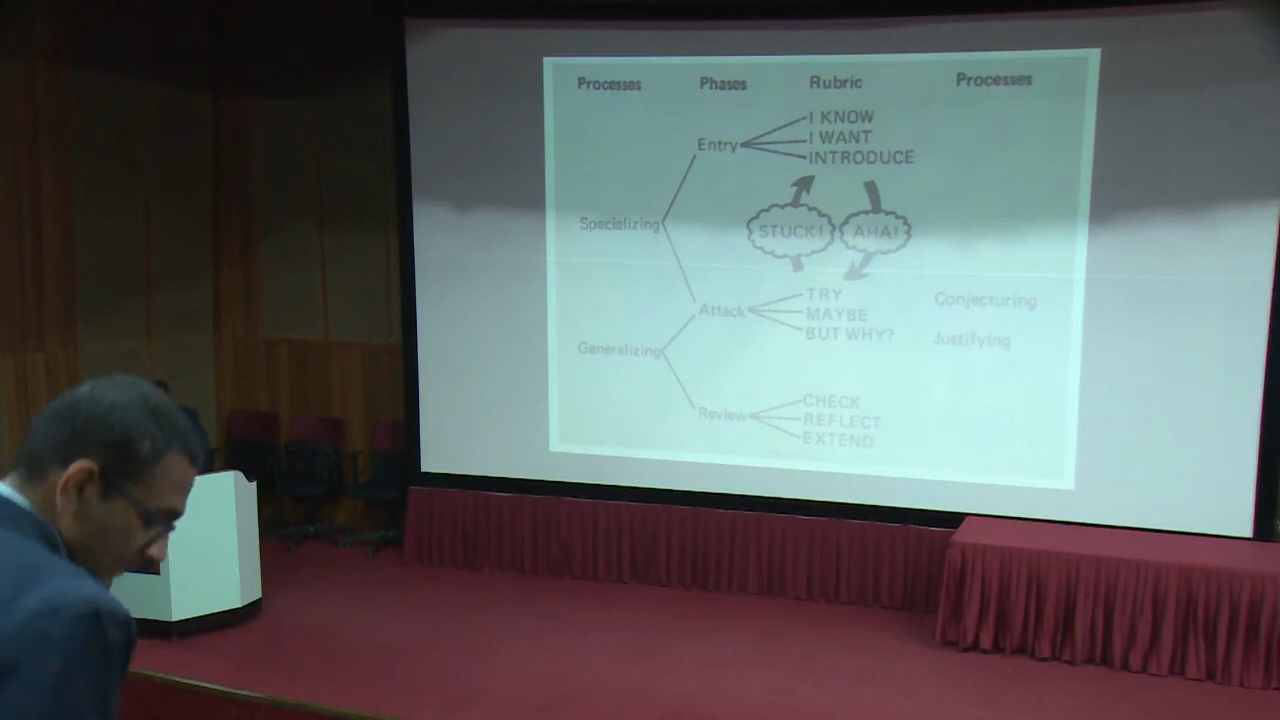 Processes Phases Rubric Processes
I KNOW
Entry I WANT
INTRODUCE
Specializing STUCK! AHA!
TRY Conjecturing
Attack MAYBE
BUT WHY? Justifying
Generalizing
CHECK
Review REFLECT
EXTEND